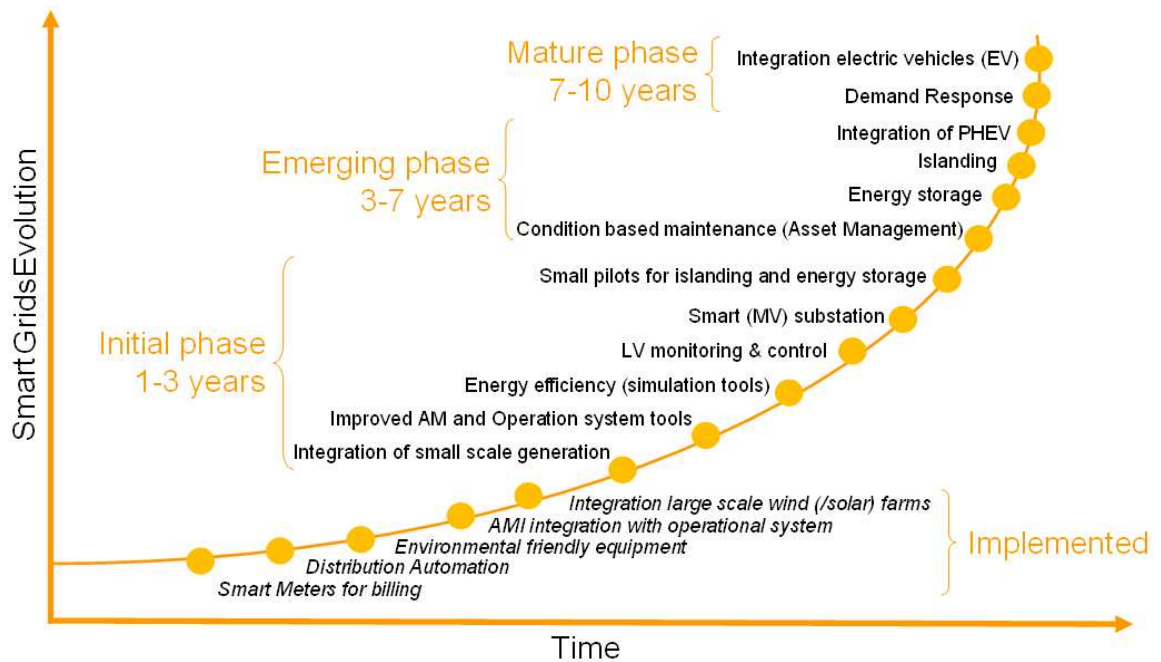 Mature phase
7-10 years
Integration electric vehicles (EV)
Demand Response
Integration of PHEV
Emerging phase
3-7 years
Islanding
Energy storage
Condition based maintenance (Asset Management)
Small pilots for islanding and energy storage
Smart (MV) substation
Initial phase
1-3 years
LV monitoring & control
Energy efficiency (simulation tools)
Improved AM and Operation system tools
Integration of small scale generation
Integration large scale wind (/solar) farms
AMI integration with operational system
Environmental friendly equipment
Distribution Automation
Smart Meters for billing
Implemented
SmartGridsEvolution
Time